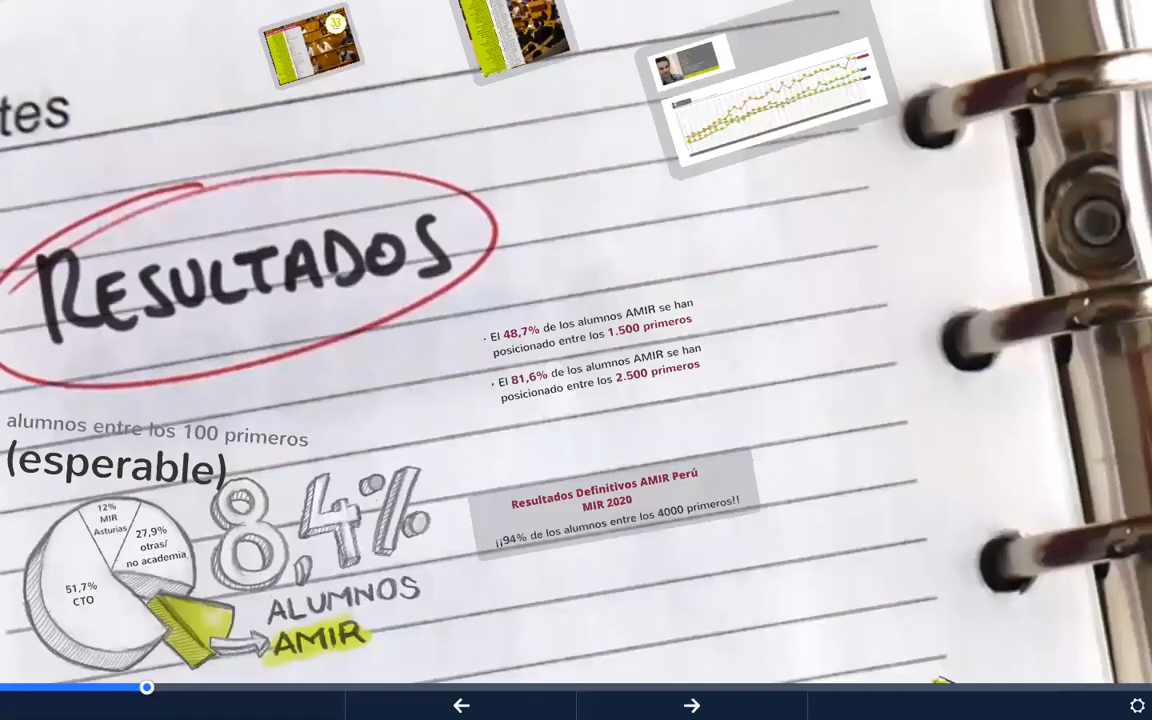 tes
RESULTADOS
· El 48,7% de los alumnos AMIR se han
posicionado entre los 1.500 primeros
· El 81,6% de los alumnos AMIR se han
posicionado entre los 2.500 primeros
alumnos entre los 100 primeros
(esperable)
12%
MIR
Asturias
27,9%
otras/
no academia
51,7%
CTO
8,4%
ALUMNOS
AMIR
Resultados Definitivos AMIR Perú
MIR 2020
¡¡94% de los alumnos entre los 4000 primeros!!
33